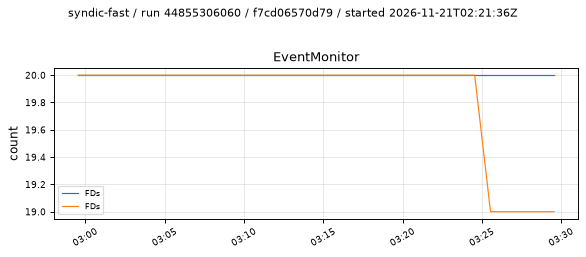 syndic-fast / run 44855306060 / f7cd06570d79 / started 2026-11-21T02:21:36Z
EventMonitor
count
20.0
19.8
19.6
19.4
19.2
19.0
FDs
FDs
03:00
03:05
03:10
03:15
03:20
03:25
03:30